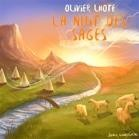 OLIVIER LHOTE
LA NUIT DES
SAGES